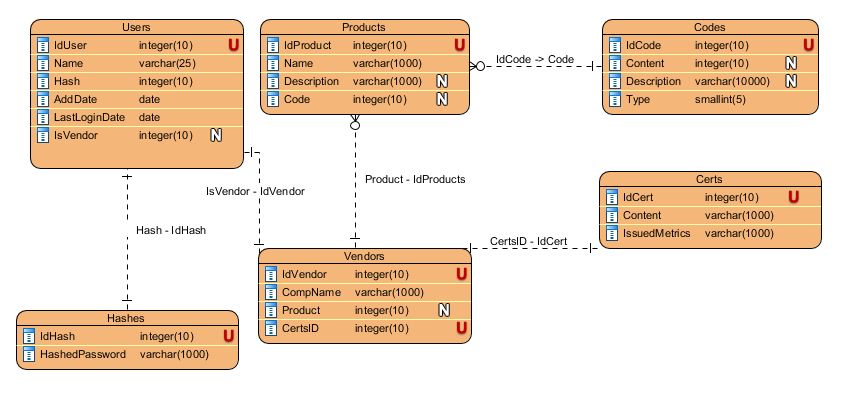 Users
IdUser integer(10) U
Name varchar(25)
Hash integer(10)
AddDate date
LastLoginDate date
IsVendor integer(10) N
Products
IdProduct integer(10) U
Name varchar(1000)
Description varchar(1000) N
Code integer(10) N
IdCode -> Code
Codes
IdCode integer(10) U
Content integer(10) N
Description varchar(10000) N
Type smallint(5)
IsVendor - IdVendor
Product - IdProducts
Hash - IdHash
Certs
IdCert integer(10) U
Content varchar(1000)
IssuedMetrics varchar(1000)
CertsID - IdCert
Vendors
IdVendor integer(10) U
CompName varchar(1000)
Product integer(10) N
CertsID integer(10) U
Hashes
IdHash integer(10) U
HashedPassword varchar(1000)